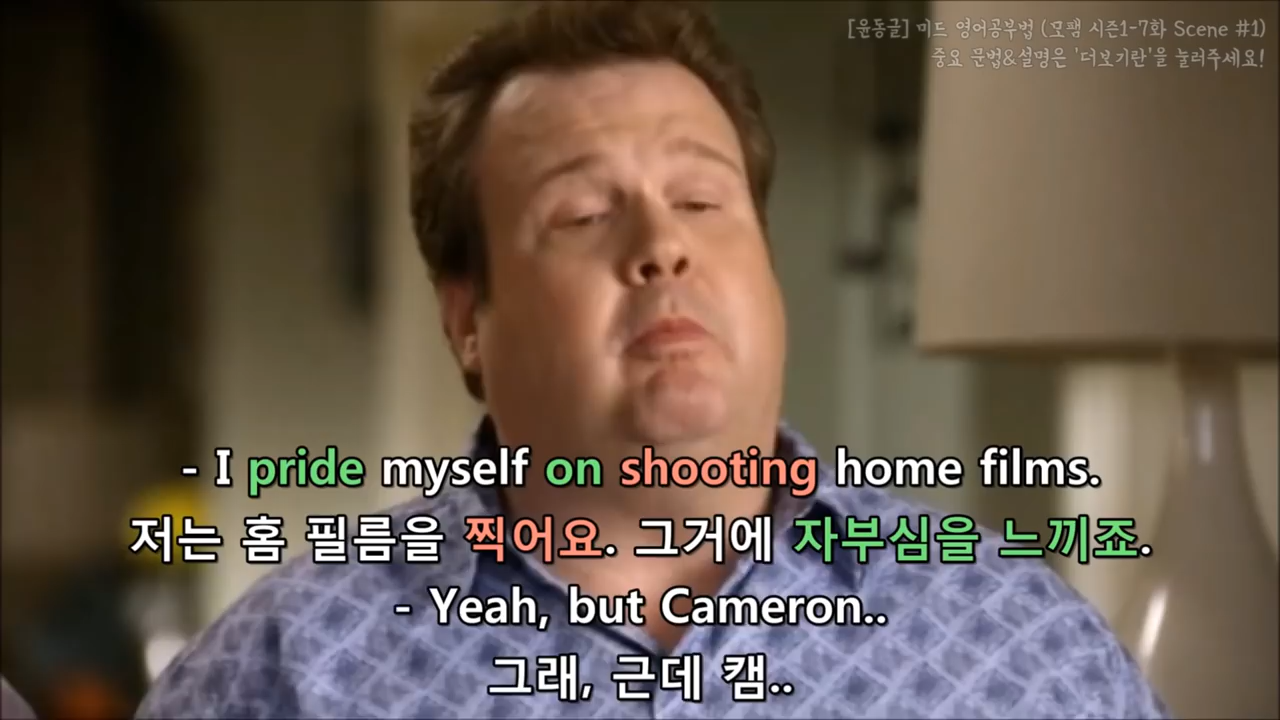 [윤동글] 미드 영어공부법 (모팸 시즌1-7화 Scene #1)
중요 문법&설명은 '더보기란'을 눌러주세요!
- I pride myself on shooting home films.
저는 홈 필름을 찍어요. 그거에 자부심을 느끼죠.
- Yeah, but Cameron..
그래, 근데 캠..